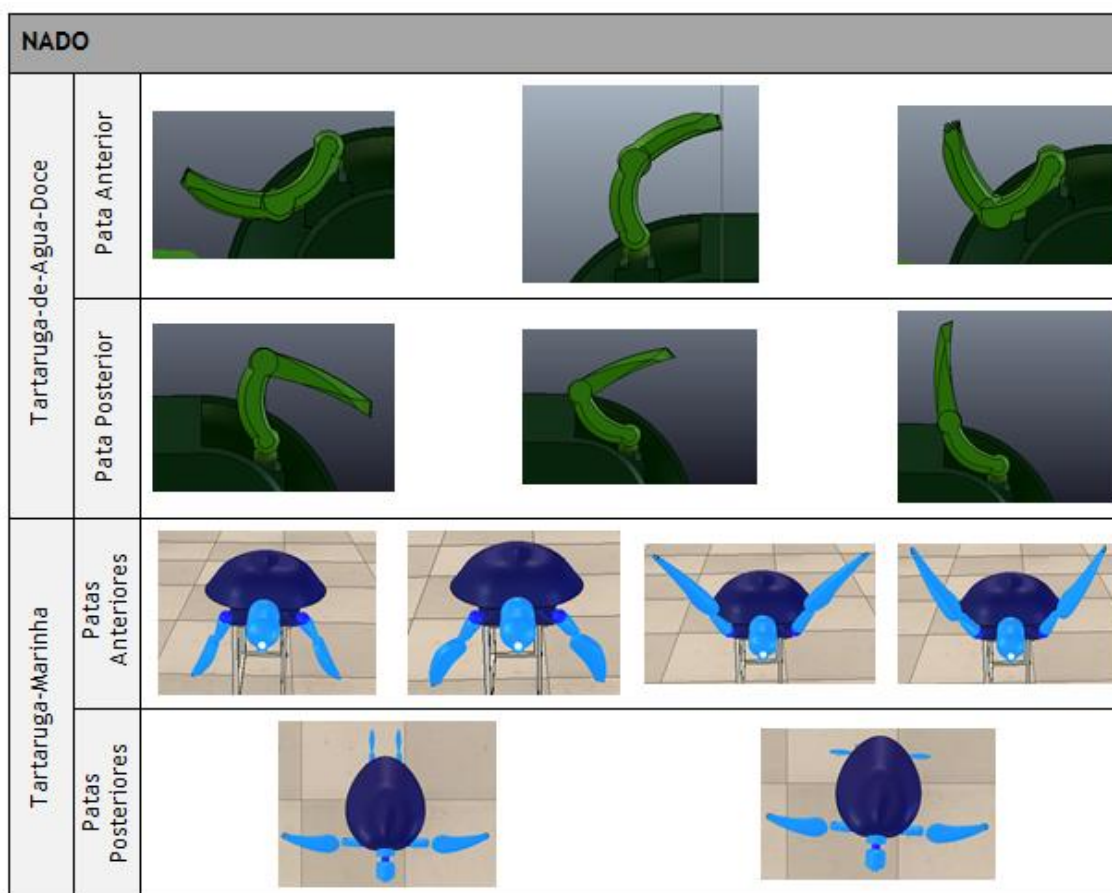 NADO
Tartaruga-de-Agua-Doce
Pata Anterior
Pata Posterior
Tartaruga-Marinha
Patas
Anteriores
Patas
Posteriores